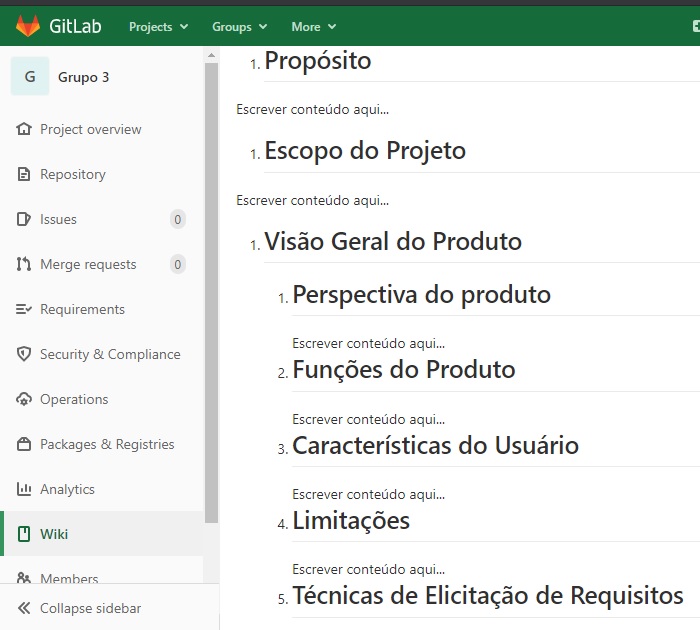 GitLab Projects Groups More
G Grupo 3
Project overview
Repository
Issues 0
Merge requests 0
Requirements
Security & Compliance
Operations
Packages & Registries
Analytics
Wiki
Members
Collapse sidebar
1. Propósito
Escrever conteúdo aqui...
1. Escopo do Projeto
Escrever conteúdo aqui...
1. Visão Geral do Produto
1. Perspectiva do produto
Escrever conteúdo aqui...
2. Funções do Produto
Escrever conteúdo aqui...
3. Características do Usuário
Escrever conteúdo aqui...
4. Limitações
Escrever conteúdo aqui...
5. Técnicas de Elicitação de Requisitos